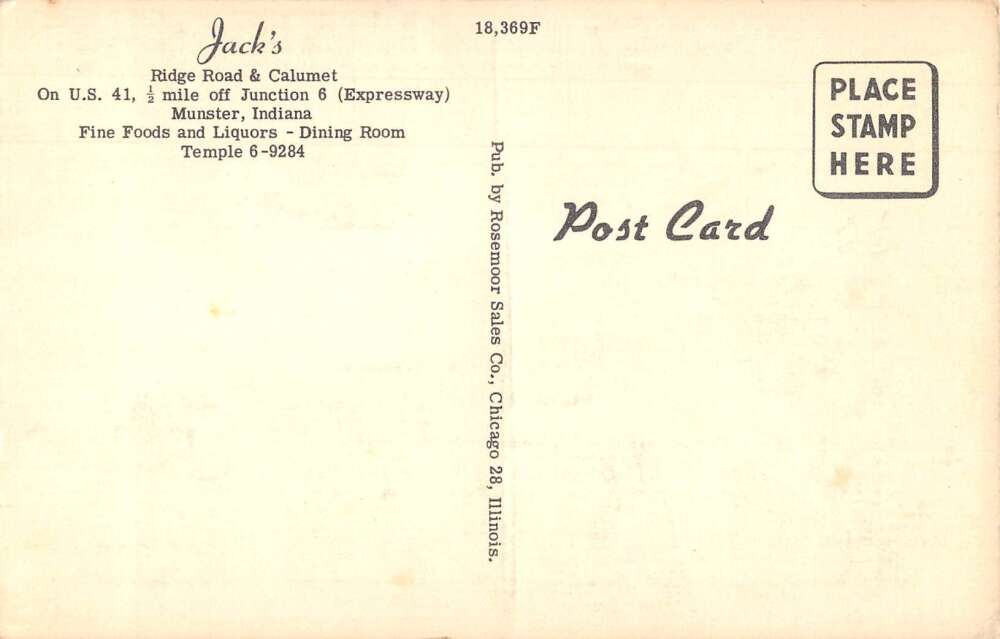 Jack's
Ridge Road & Calumet
On U.S. 41, ½ mile off Junction 6 (Expressway)
Munster, Indiana
Fine Foods and Liquors - Dining Room
Temple 6-9284
18,369F
Pub. by Rosemoor Sales Co., Chicago 28, Illinois.
PLACE
STAMP
HERE
Post Card